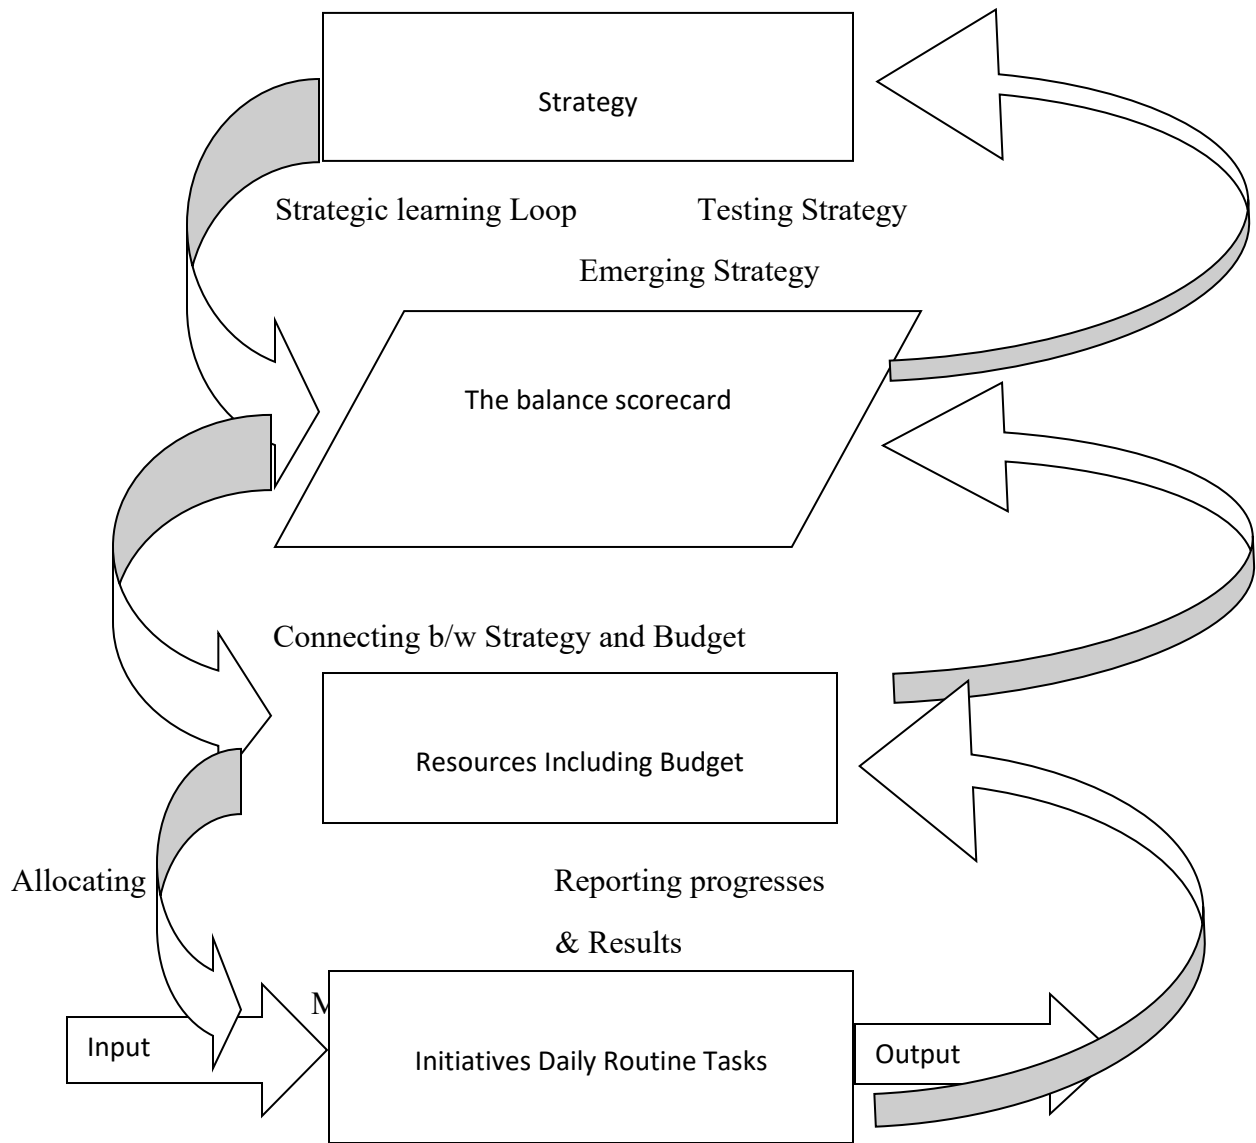 Strategy
Strategic learning Loop Testing Strategy
Emerging Strategy
The balance scorecard
Connecting b/w Strategy and Budget
Resources Including Budget
Allocating Reporting progresses
& Results
Input
Initiatives Daily Routine Tasks
Output